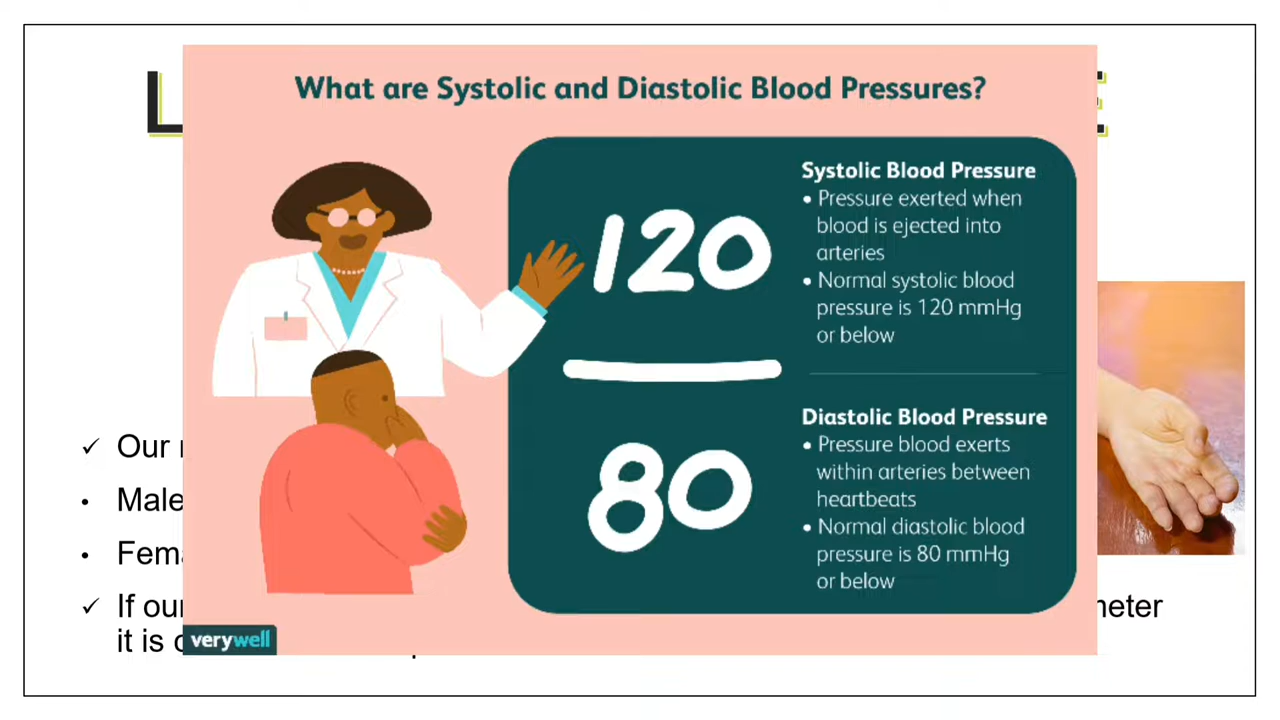 What are Systolic and Diastolic Blood Pressures?
120
Systolic Blood Pressure
• Pressure exerted when
blood is ejected into
arteries
• Normal systolic blood
pressure is 120 mmHg
or below
80
Diastolic Blood Pressure
• Pressure blood exerts
within arteries between
heartbeats
• Normal diastolic blood
pressure is 80 mmHg
or below
✓ Our
• Male
•
✓ If our
it is
verywell